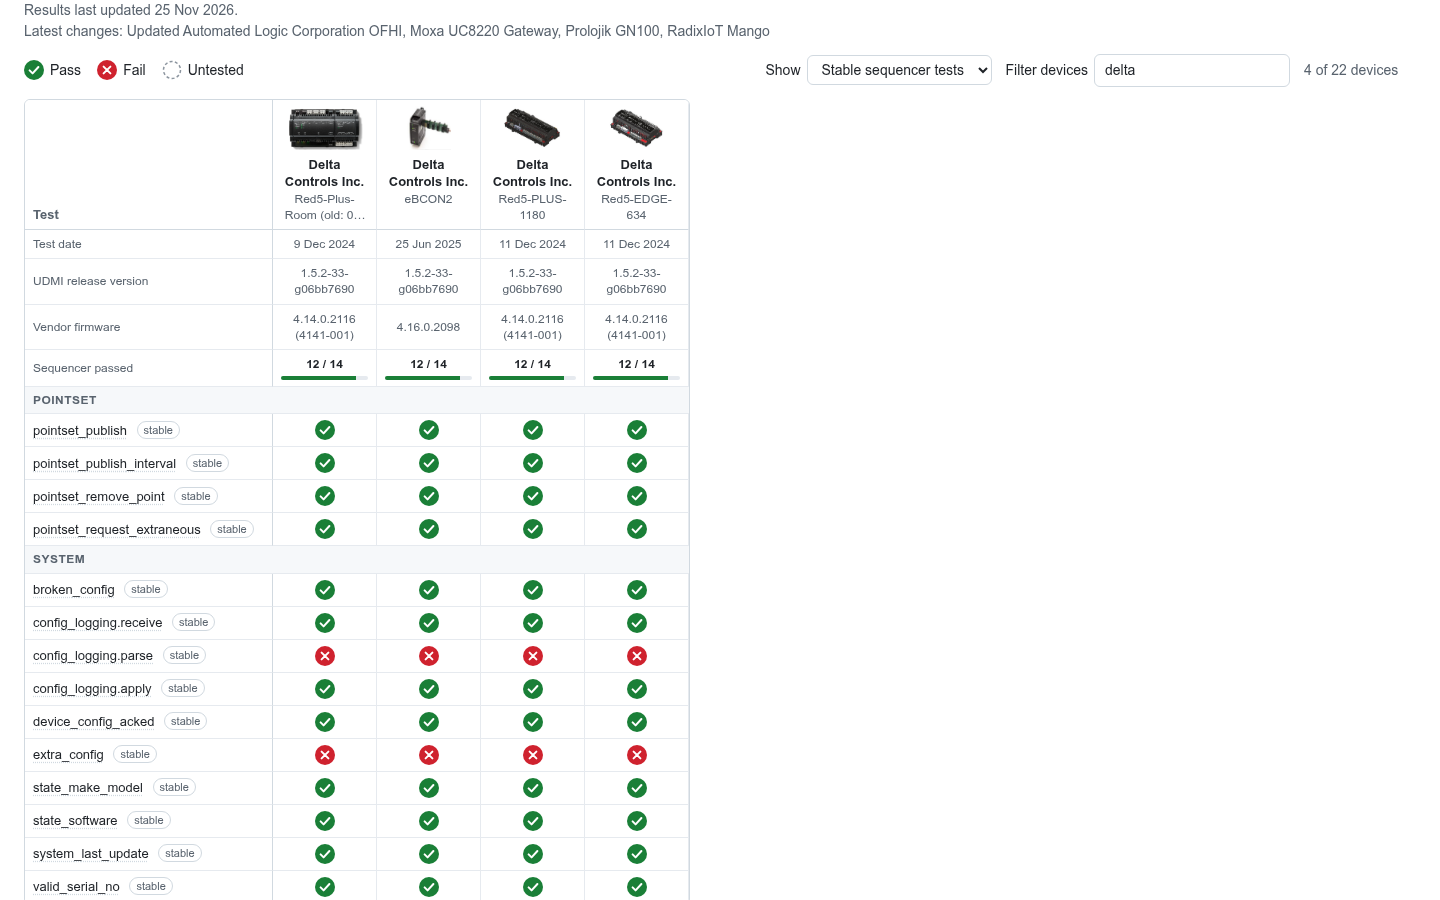 Results last updated 25 Nov 2026.
Latest changes: Updated Automated Logic Corporation OFHI, Moxa UC8220 Gateway, Prolojik GN100, RadixIoT Mango
Pass Fail Untested Show Stable sequencer tests Filter devices delta 4 of 22 devices
Test
Delta Controls Inc. Red5-Plus-Room (old: 0…
Delta Controls Inc. eBCON2
Delta Controls Inc. Red5-PLUS-1180
Delta Controls Inc. Red5-EDGE-634
Test date 9 Dec 2024 25 Jun 2025 11 Dec 2024 11 Dec 2024
UDMI release version 1.5.2-33-g06bb7690 1.5.2-33-g06bb7690 1.5.2-33-g06bb7690 1.5.2-33-g06bb7690
Vendor firmware 4.14.0.2116 (4141-001) 4.16.0.2098 4.14.0.2116 (4141-001) 4.14.0.2116 (4141-001)
Sequencer passed 12 / 14 12 / 14 12 / 14 12 / 14
POINTSET
pointset_publish stable
pointset_publish_interval stable
pointset_remove_point stable
pointset_request_extraneous stable
SYSTEM
broken_config stable
config_logging.receive stable
config_logging.parse stable
config_logging.apply stable
device_config_acked stable
extra_config stable
state_make_model stable
state_software stable
system_last_update stable
valid_serial_no stable